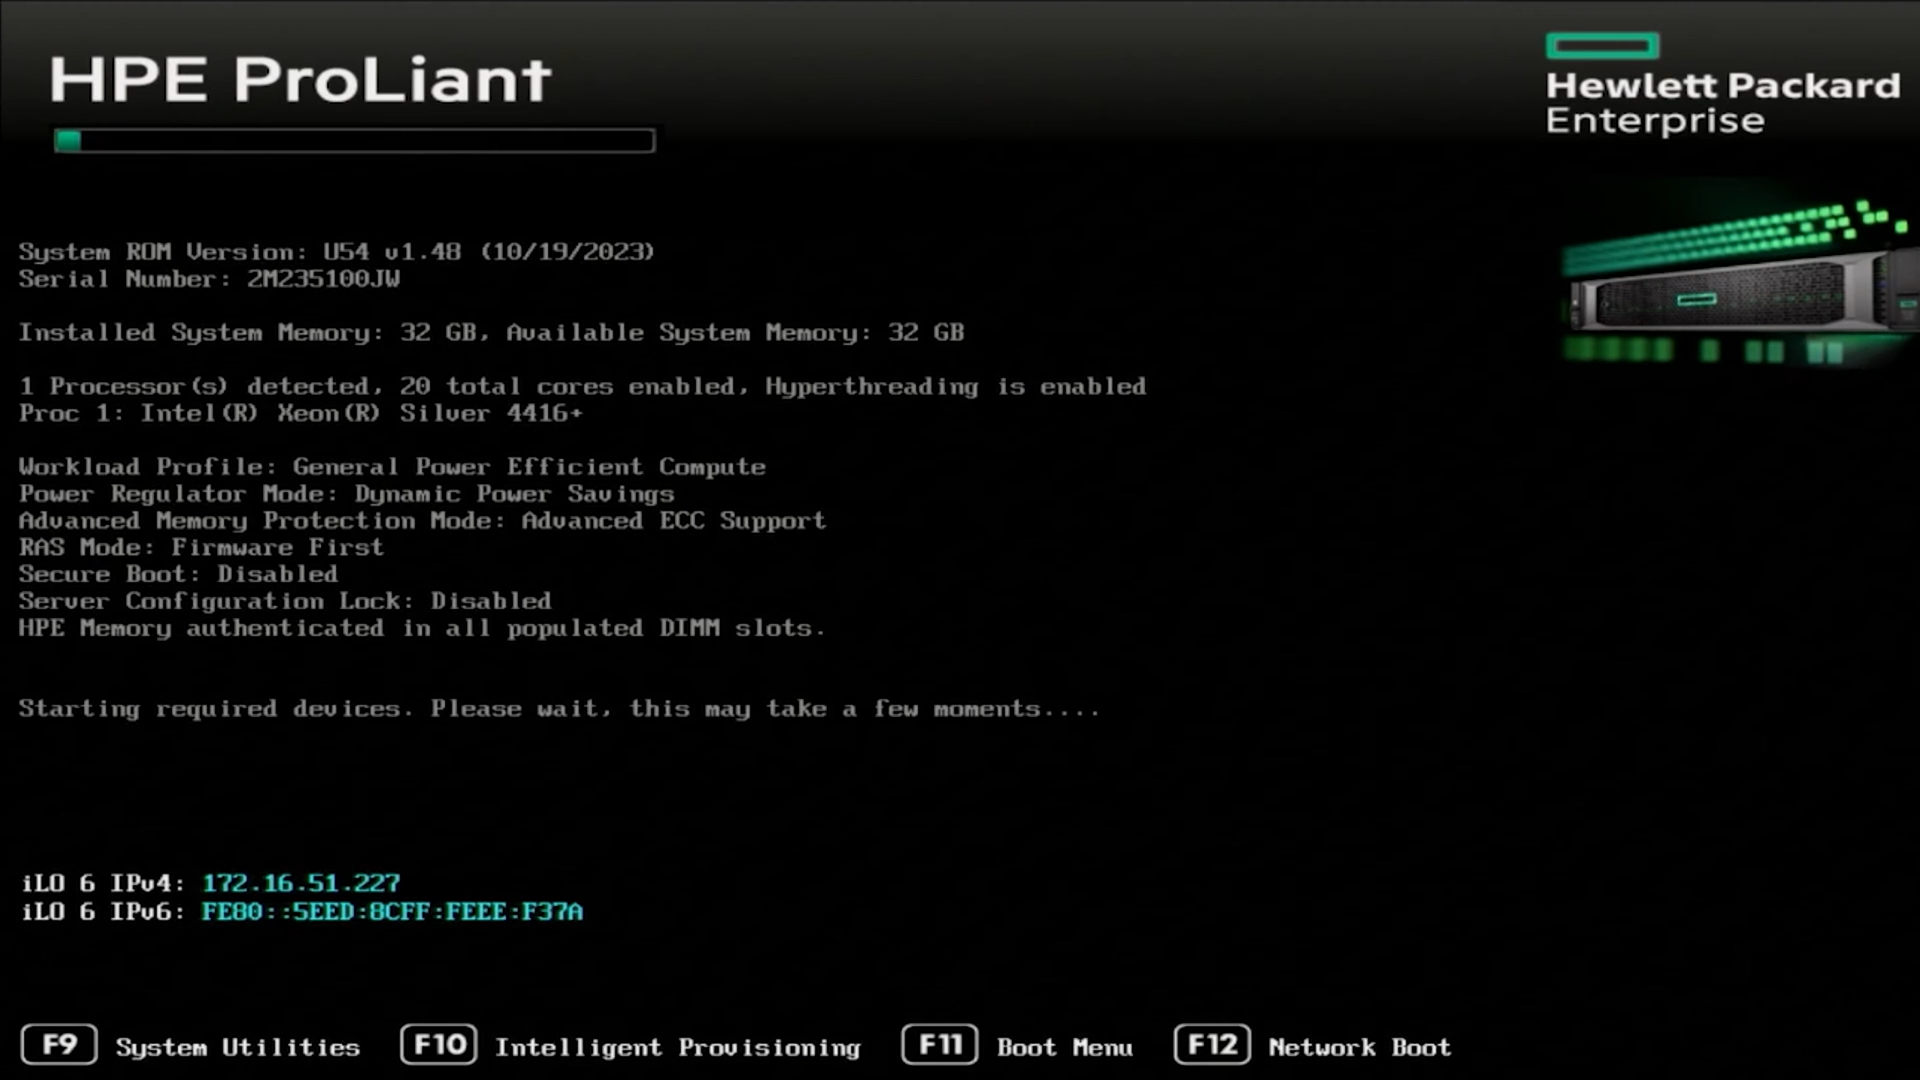 HPE ProLiant
Hewlett Packard
Enterprise
System ROM Version: U54 v1.48 (10/19/2023)
Serial Number: 2M235100JW
Installed System Memory: 32 GB, Available System Memory: 32 GB
1 Processor(s) detected, 20 total cores enabled, Hyperthreading is enabled
Proc 1: Intel(R) Xeon(R) Silver 4416+
Workload Profile: General Power Efficient Compute
Power Regulator Mode: Dynamic Power Savings
Advanced Memory Protection Mode: Advanced ECC Support
RAS Mode: Firmware First
Secure Boot: Disabled
Server Configuration Lock: Disabled
HPE Memory authenticated in all populated DIMM slots.
Starting required devices. Please wait, this may take a few moments....
iLO 6 IPv4: 172.16.51.227
iLO 6 IPv6: FE80::5EED:8CFF:FEEE:F37A
F9 System Utilities F10 Intelligent Provisioning F11 Boot Menu F12 Network Boot